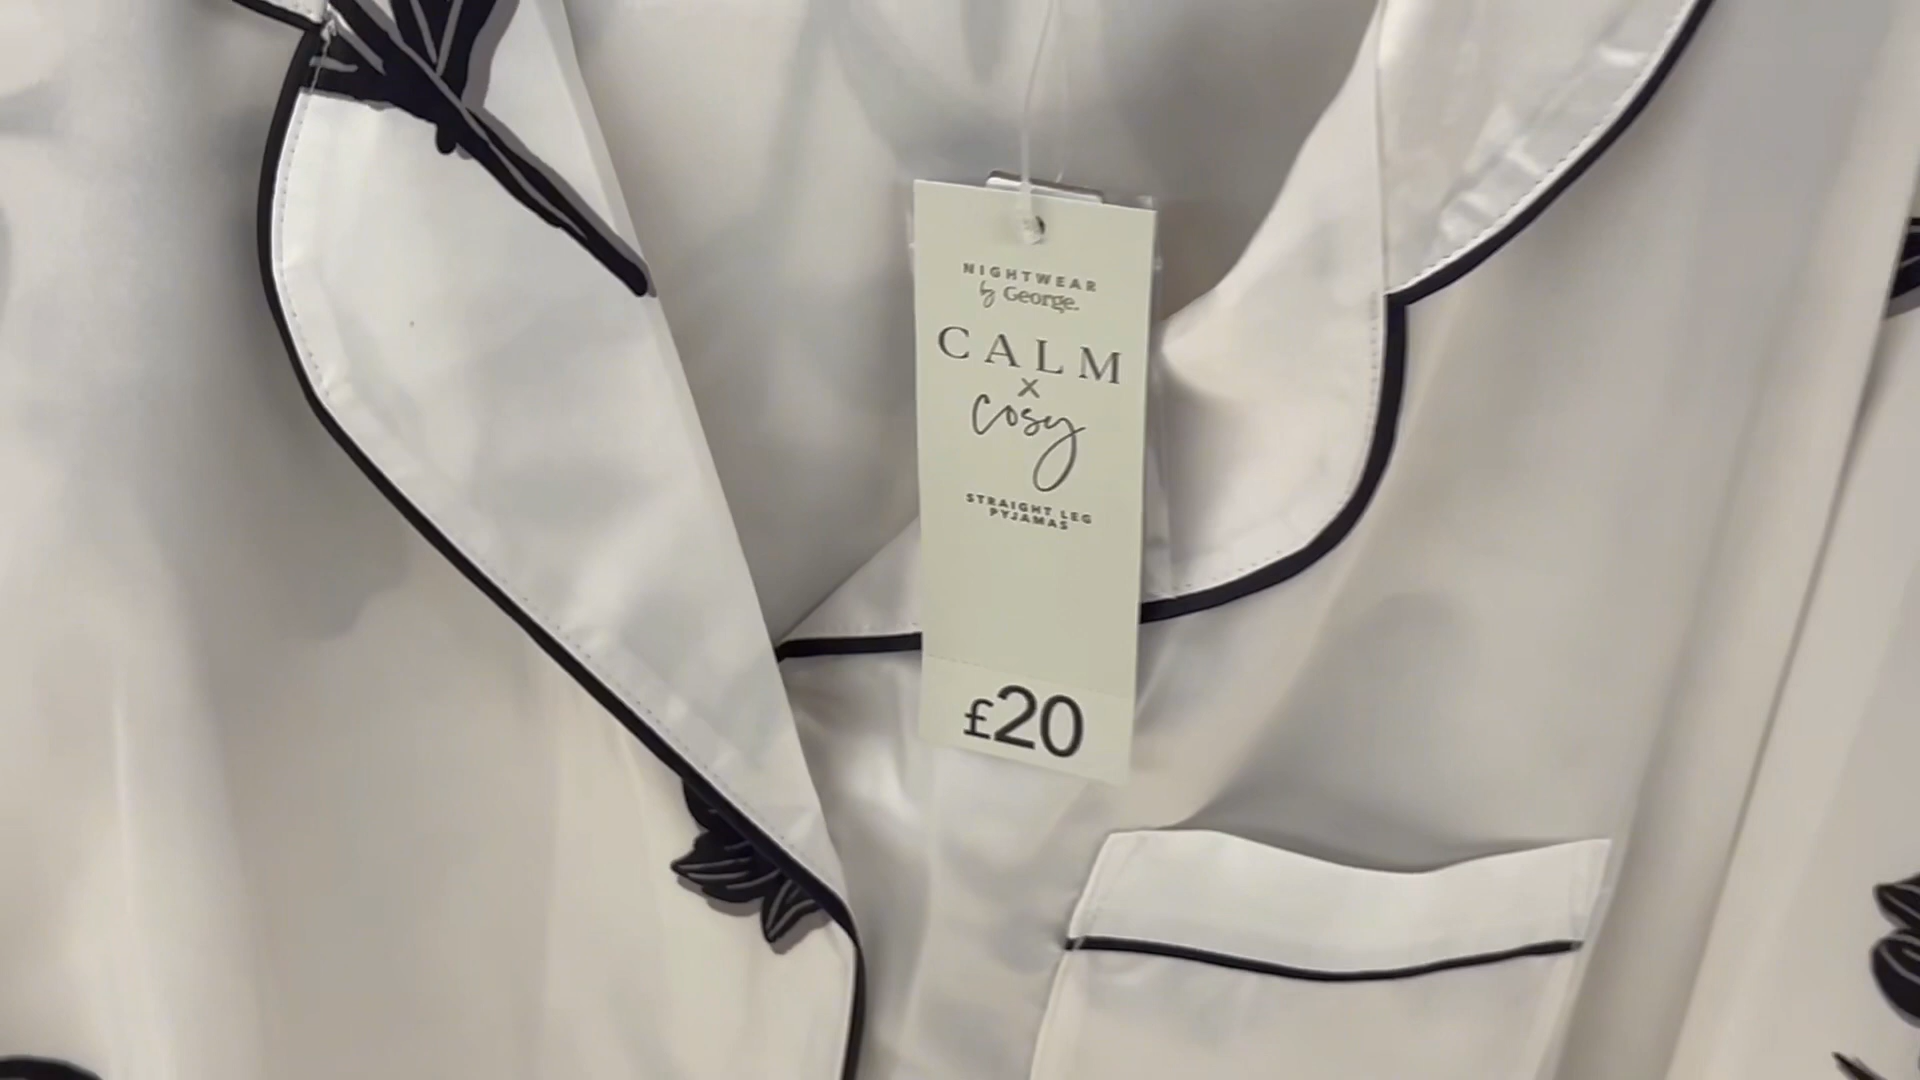 NIGHTWEAR
by George.
CALM
x
cosy
STRAIGHT LEG
PYJAMAS
£20